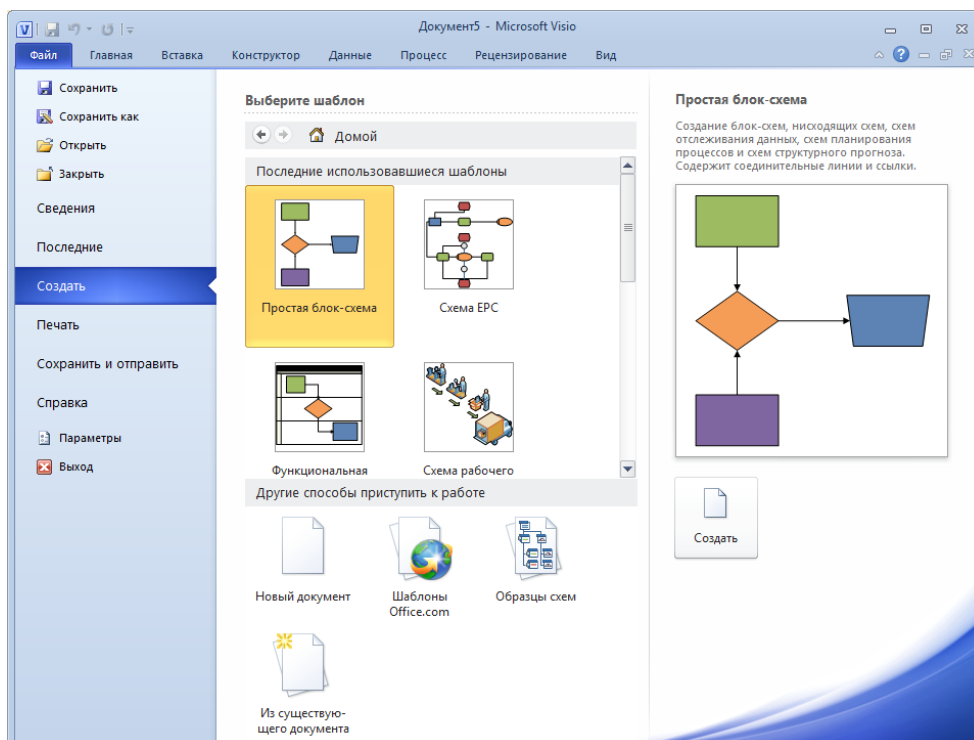 Документ5 - Microsoft Visio
Файл Главная Вставка Конструктор Данные Процесс Рецензирование Вид
Сохранить
Сохранить как
Открыть
Закрыть
Сведения
Последние
Создать
Печать
Сохранить и отправить
Справка
Параметры
Выход
Выберите шаблон
Домой
Последние использовавшиеся шаблоны
Простая блок-схема
Схема EPC
Функциональная
Схема рабочего
Другие способы приступить к работе
Новый документ
Шаблоны
Office.com
Образцы схем
Из существую-
щего документа
Простая блок-схема
Создание блок-схем, нисходящих схем, схем
отслеживания данных, схем планирования
процессов и схем структурного прогноза.
Содержит соединительные линии и ссылки.
Создать